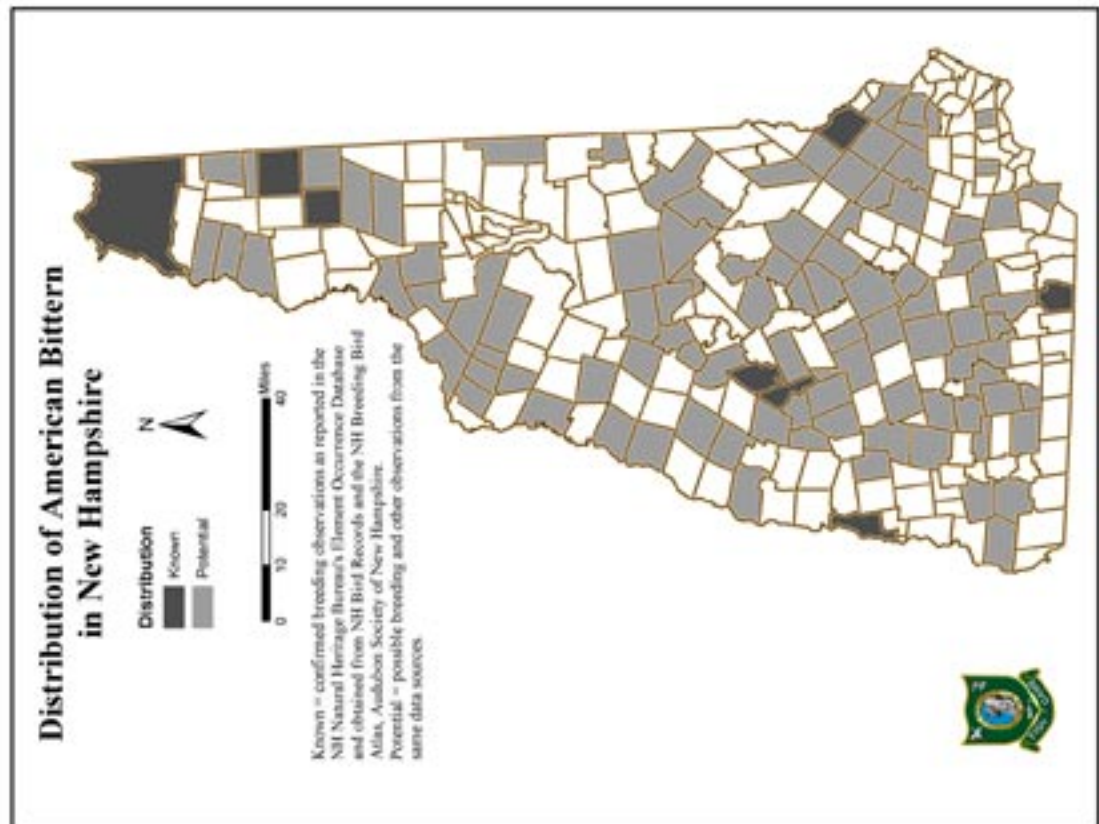 Distribution of American Bittern
in New Hampshire
N
Distribution
Known
Potential
0 10 20 40
Miles
Known = confirmed breeding observations as reported in the
NH Natural Heritage Bureau's Element Occurrence Database
and obtained from NH Bird Records and the NH Breeding Bird
Atlas, Audubon Society of New Hampshire.
Potential = possible breeding and other observations from the
same data sources